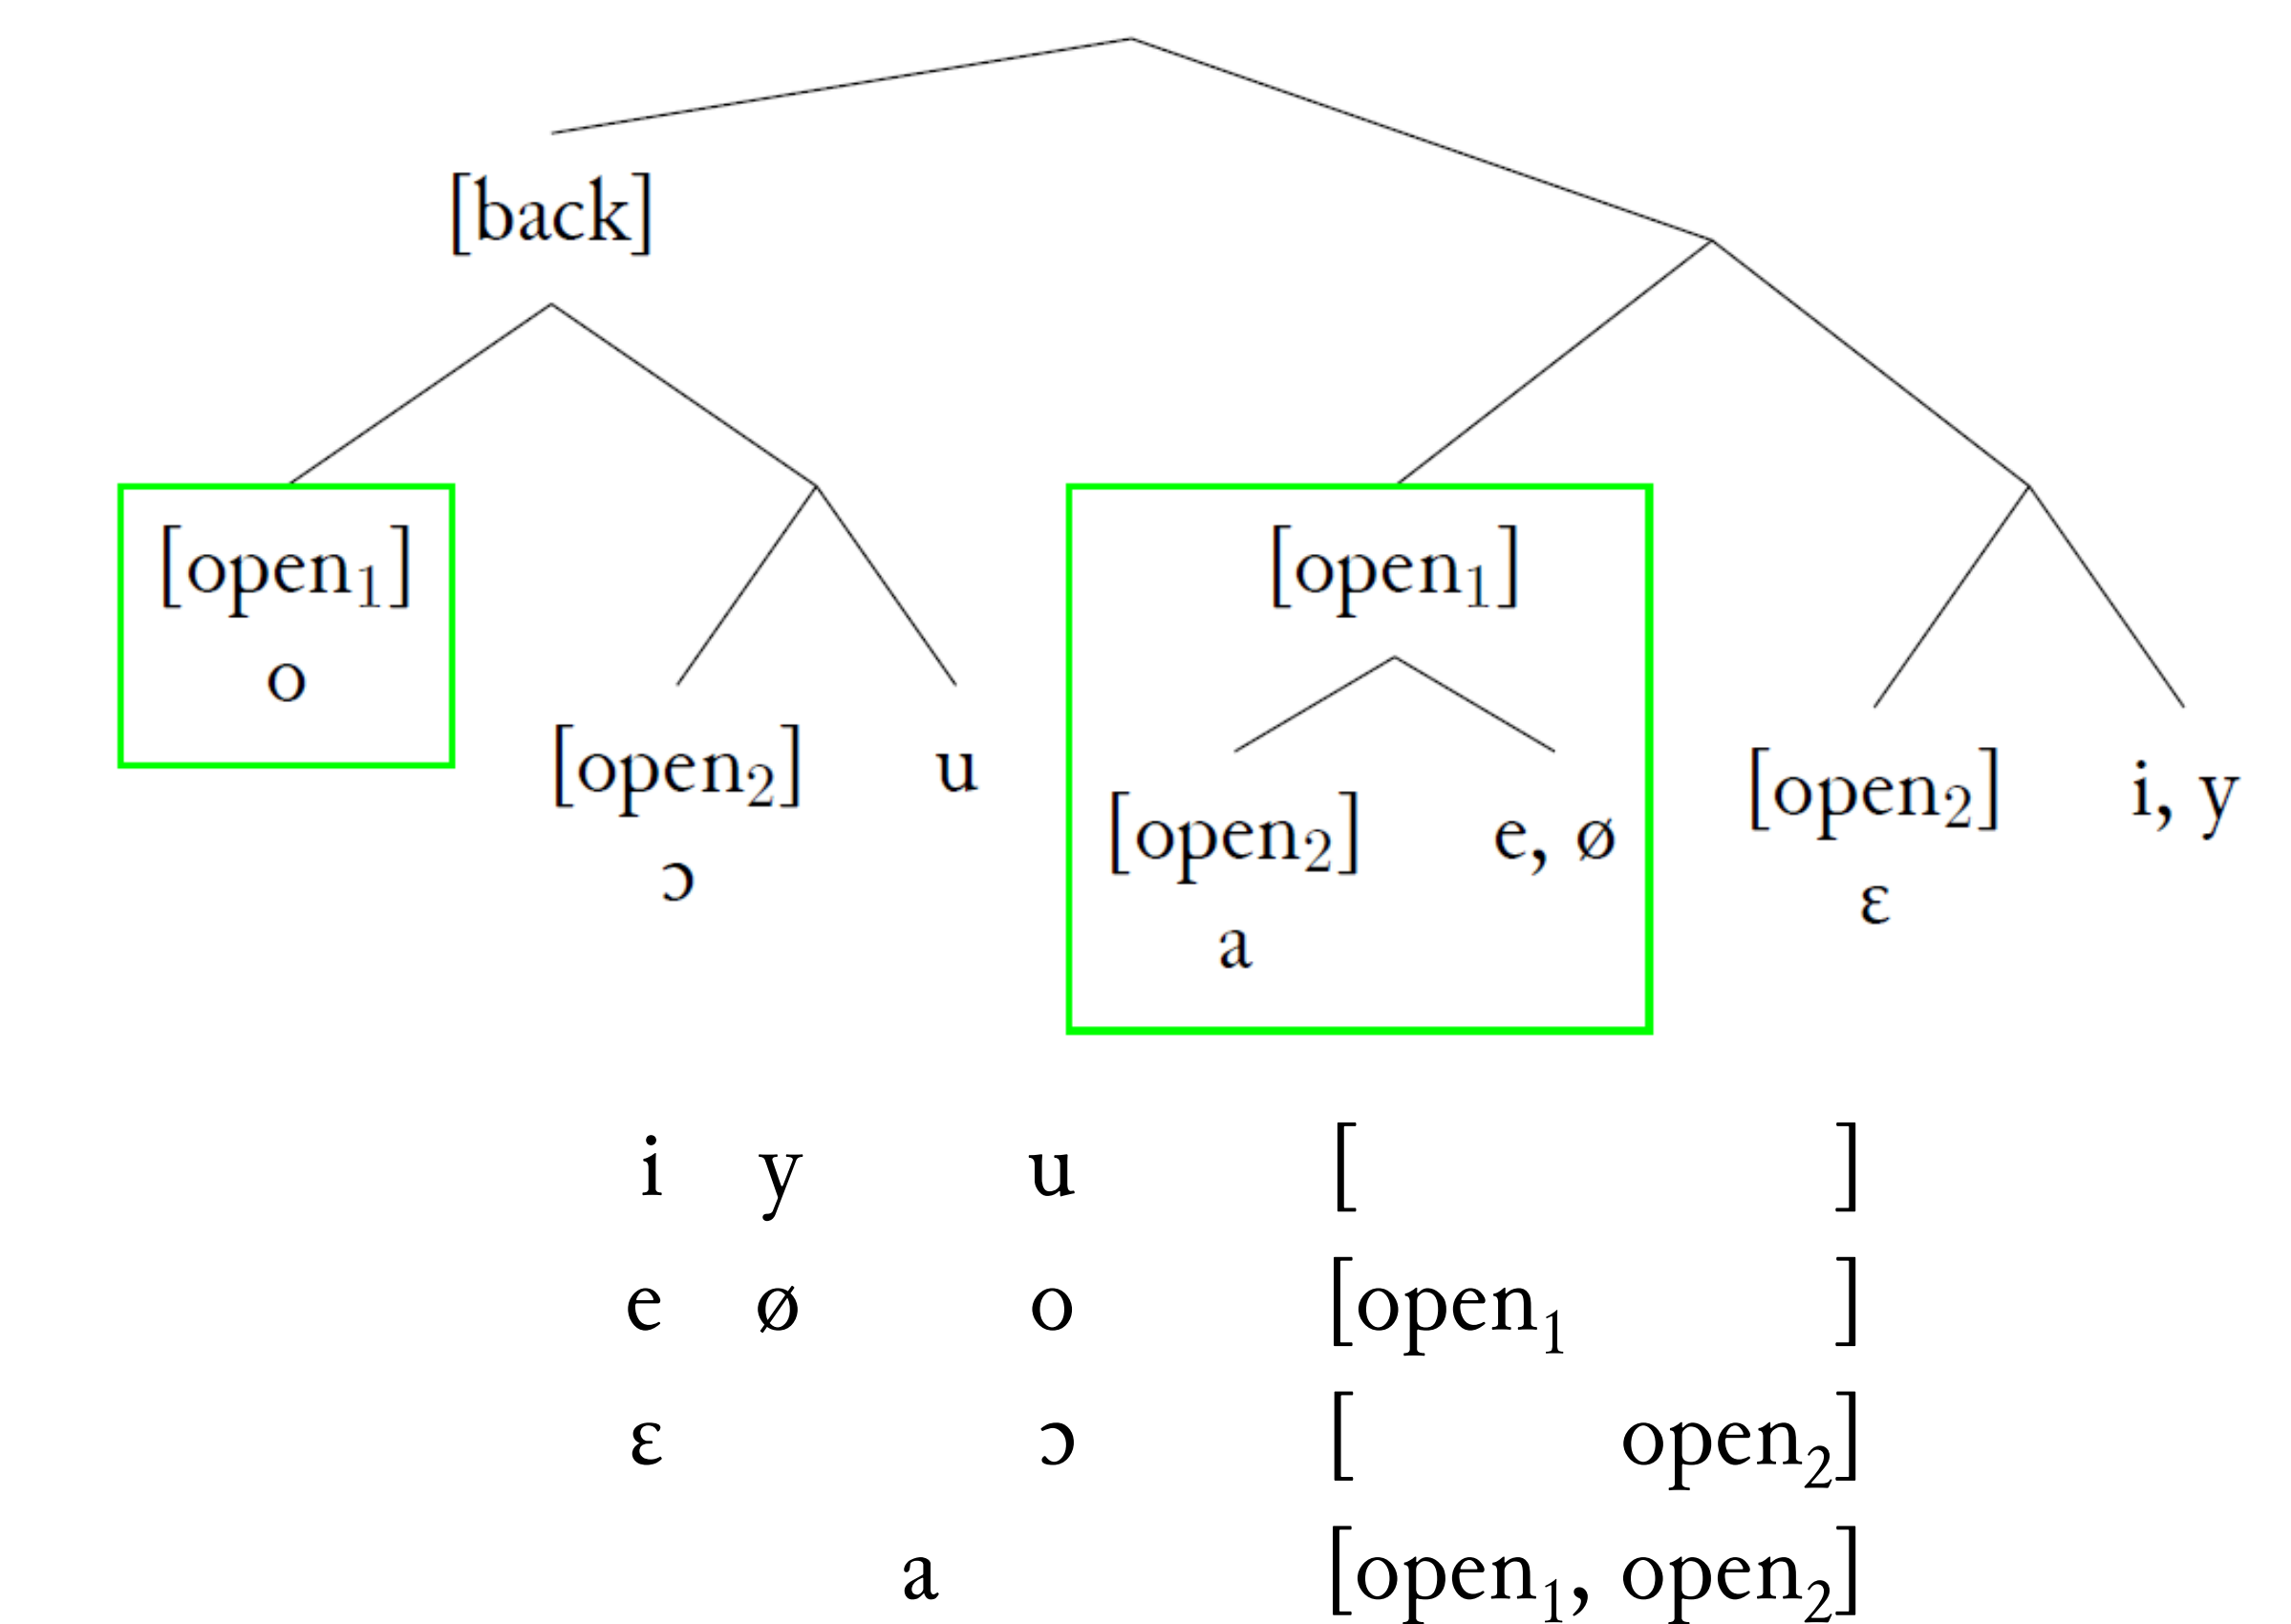 [back]
[open₁] [open₁]
o
[open₂] u [open₂] e, ø [open₂] i, y
ɔ a ɛ
i y u [ ]
e ø o [open₁ ]
ɛ ɔ [ open₂]
a [open₁, open₂]